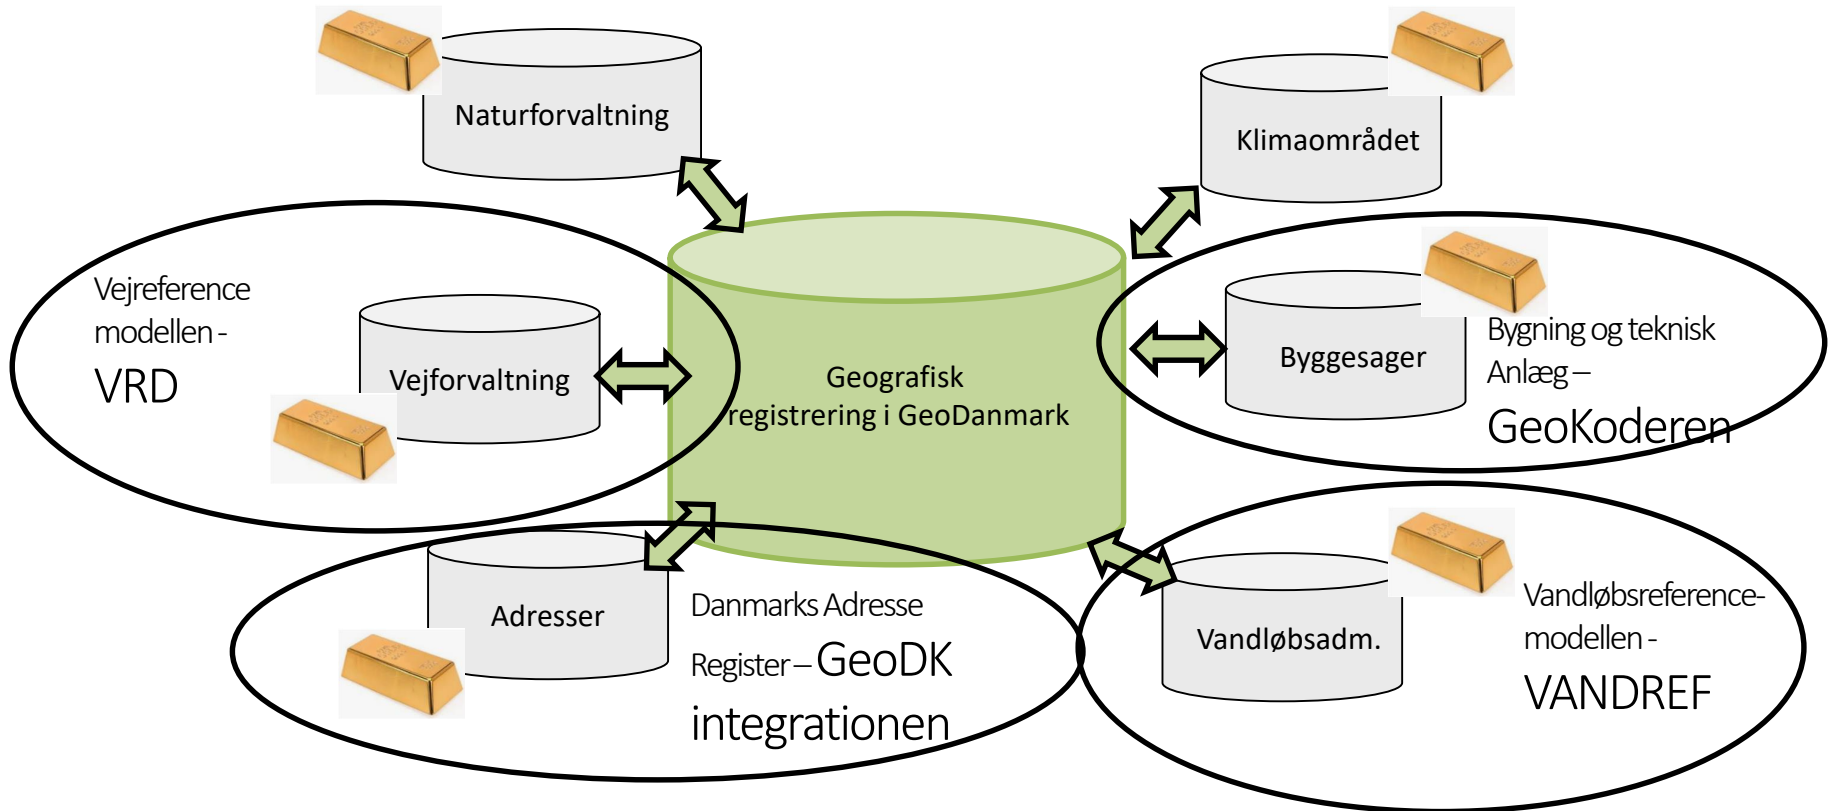 Naturforvaltning
Klimaområdet
Vejreference
modellen -
VRD
Vejforvaltning
Geografisk
registrering i GeoDanmark
Byggesager
Bygning og teknisk
Anlæg –
GeoKoderen
Adresser
Danmarks Adresse
Register – GeoDK
integrationen
Vandløbsadm.
Vandløbsreference-
modellen -
VANDREF